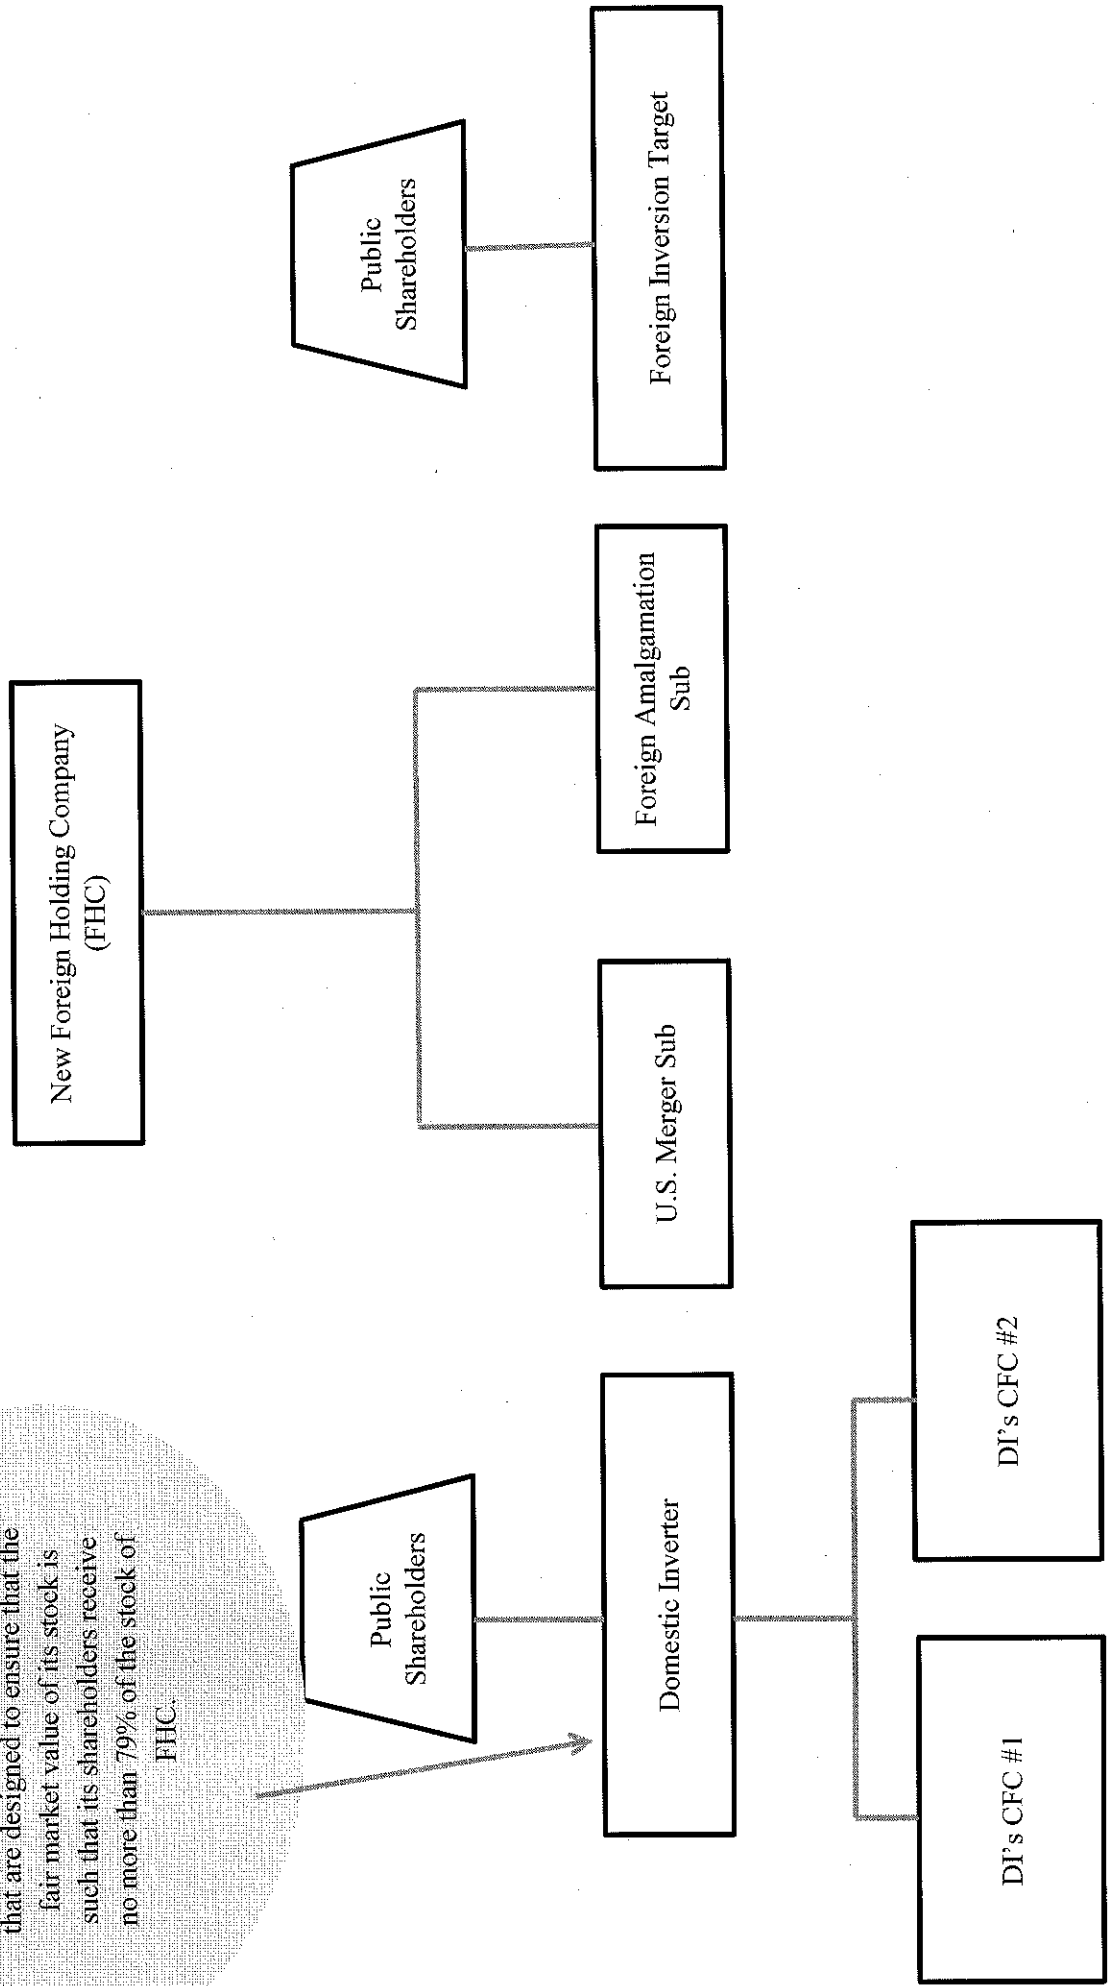 that are designed to ensure that the
fair market value of its stock is
such that its shareholders receive
no more than 79% of the stock of
FHC.
New Foreign Holding Company
(FHC)
Public
Shareholders
Public
Shareholders
Domestic Inverter
U.S. Merger Sub
Foreign Amalgamation
Sub
Foreign Inversion Target
DI's CFC #1
DI's CFC #2